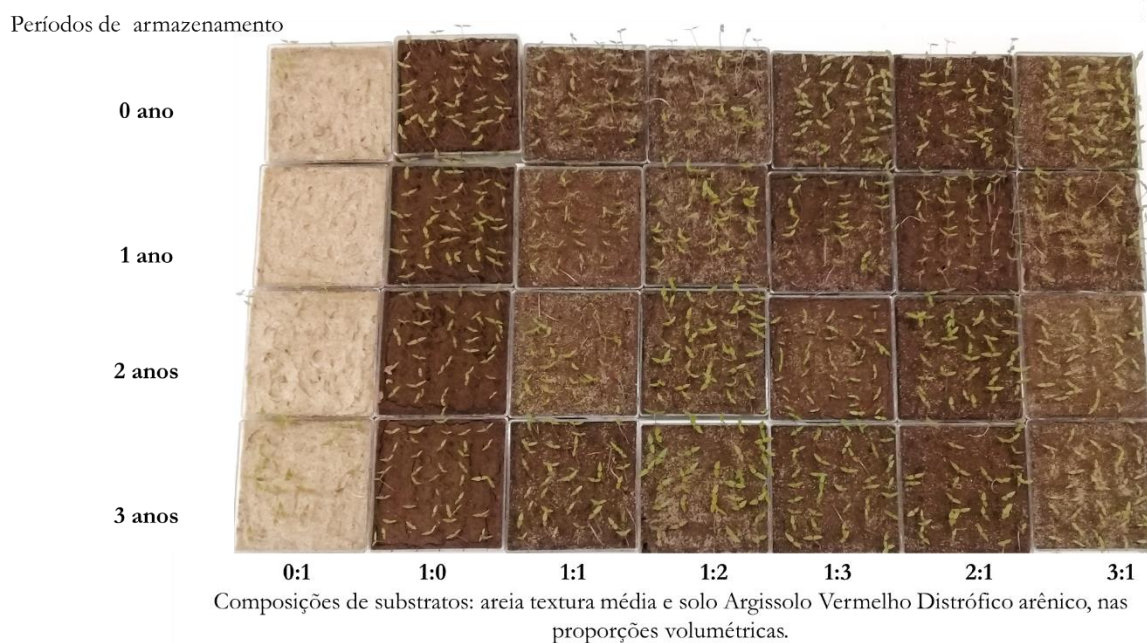 Períodos de armazenamento
0 ano
1 ano
2 anos
3 anos
0:1 1:0 1:1 1:2 1:3 2:1 3:1
Composições de substratos: areia textura média e solo Argissolo Vermelho Distrófico arênico, nas
proporções volumétricas.